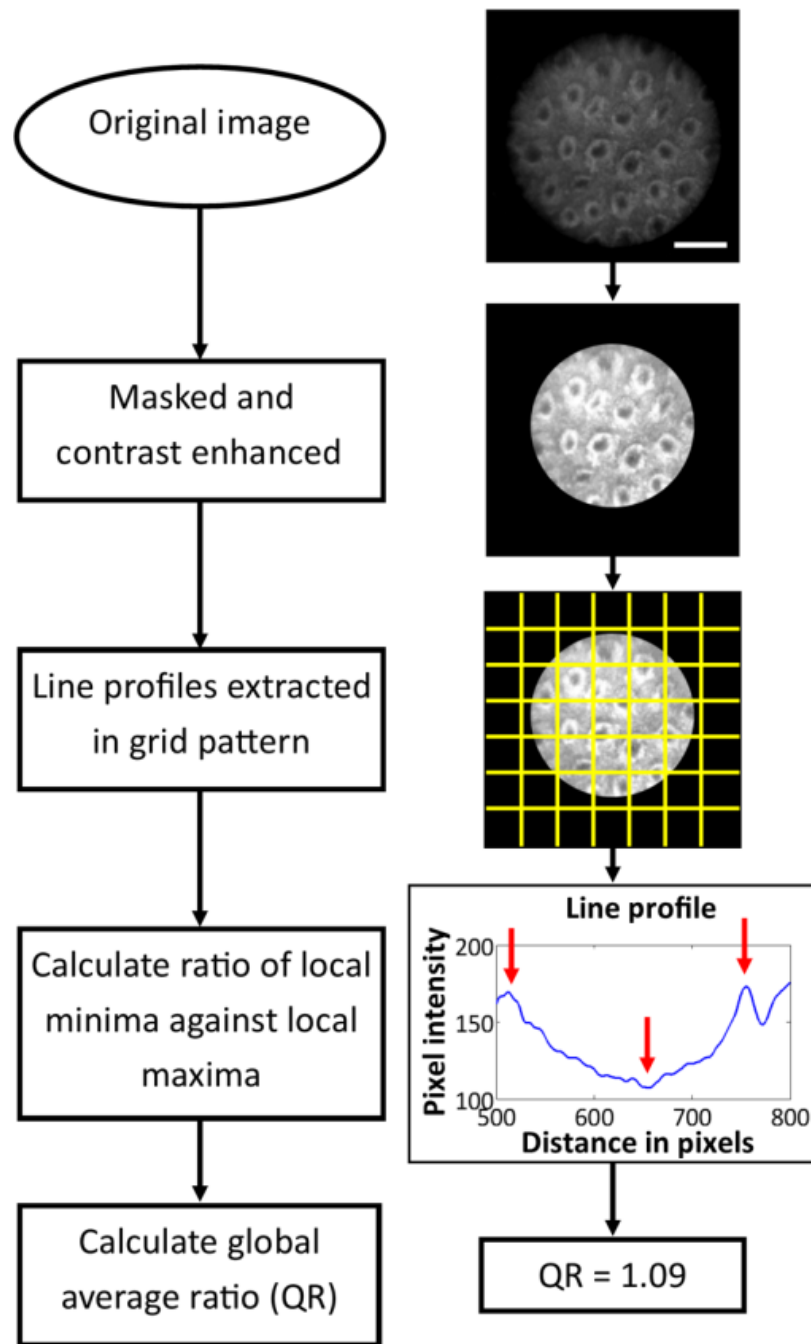 Original image
Masked and
contrast enhanced
Line profiles extracted
in grid pattern
Calculate ratio of local
minima against local
maxima
Calculate global
average ratio (QR)
Line profile
Pixel intensity
200
150
100
500
600
700
800
Distance in pixels
QR = 1.09